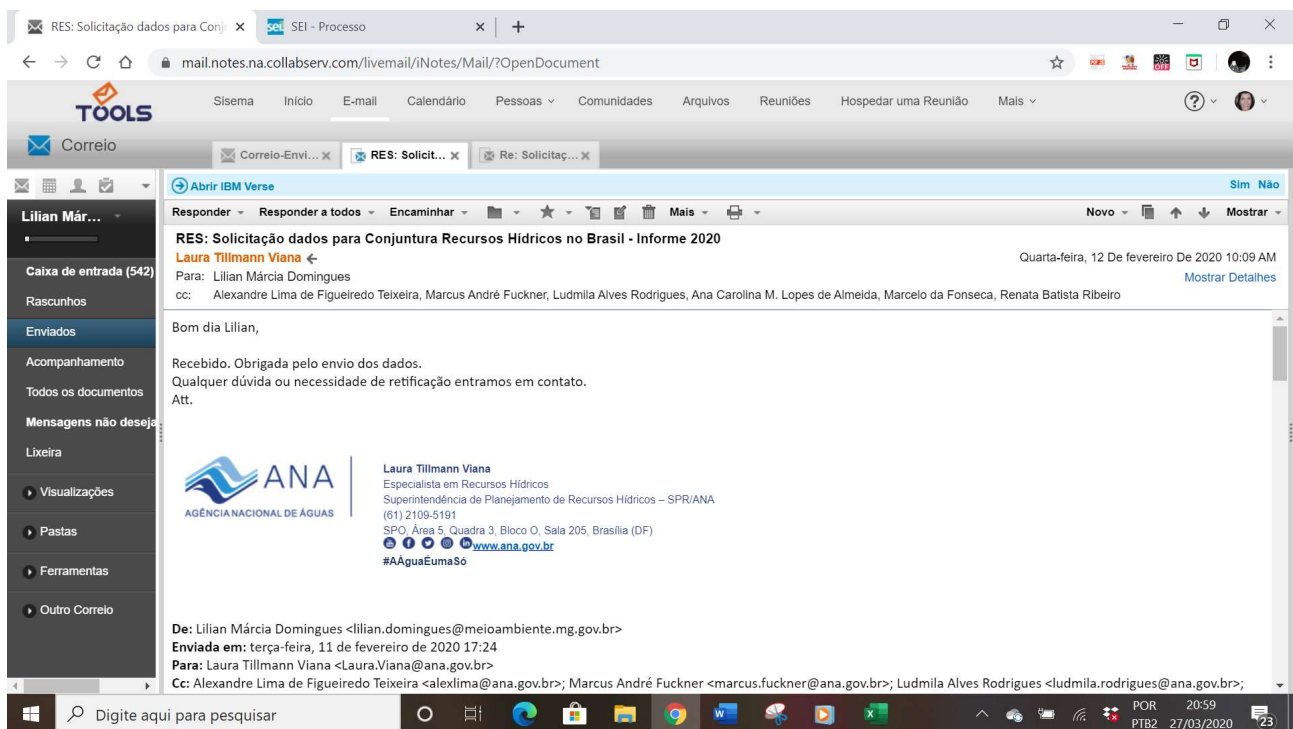 RES: Solicitação dados para Conj
SEI - Processo
mail.notes.na.collabserv.com/livemail/iNotes/Mail/?OpenDocument
TOOLS
Sisema Início E-mail Calendário Pessoas Comunidades Arquivos Reuniões Hospedar uma Reunião Mais
Correio
Correio-Envi... RES: Solicit... Re: Solicitaç...
Abrir IBM Verse Sim Não
Lilian Már...
Responder Responder a todos Encaminhar Mais Novo Mostrar
RES: Solicitação dados para Conjuntura Recursos Hídricos no Brasil - Informe 2020
Laura Tillmann Viana Quarta-feira, 12 De fevereiro De 2020 10:09 AM
Para: Lilian Márcia Domingues Mostrar Detalhes
cc: Alexandre Lima de Figueiredo Teixeira, Marcus André Fuckner, Ludmila Alves Rodrigues, Ana Carolina M. Lopes de Almeida, Marcelo da Fonseca, Renata Batista Ribeiro
Caixa de entrada (542)
Rascunhos
Enviados
Acompanhamento
Todos os documentos
Mensagens não deseja
Lixeira
Visualizações
Pastas
Ferramentas
Outro Correio
Bom dia Lilian,
Recebido. Obrigada pelo envio dos dados.
Qualquer dúvida ou necessidade de retificação entramos em contato.
Att.
ANA
AGÊNCIA NACIONAL DE ÁGUAS
Laura Tillmann Viana
Especialista em Recursos Hídricos
Superintendência de Planejamento de Recursos Hídricos – SPR/ANA
(61) 2109-5191
SPO, Área 5, Quadra 3, Bloco O, Sala 205, Brasília (DF)
www.ana.gov.br
#AÁguaÉumaSó
De: Lilian Márcia Domingues <lilian.domingues@meioambiente.mg.gov.br>
Enviada em: terça-feira, 11 de fevereiro de 2020 17:24
Para: Laura Tillmann Viana <Laura.Viana@ana.gov.br>
Cc: Alexandre Lima de Figueiredo Teixeira <alexlima@ana.gov.br>; Marcus André Fuckner <marcus.fuckner@ana.gov.br>; Ludmila Alves Rodrigues <ludmila.rodrigues@ana.gov.br>;
Digite aqui para pesquisar
POR 20:59
PTB2 27/03/2020
23